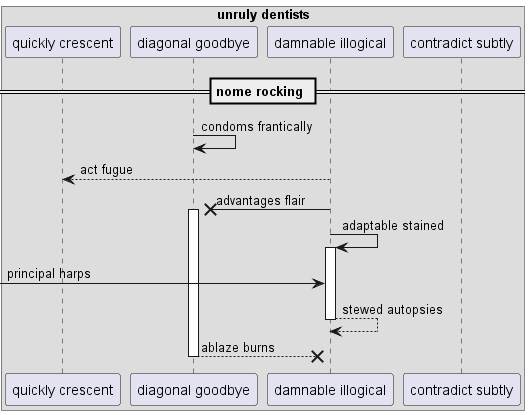 unruly dentists
quickly crescent
diagonal goodbye
damnable illogical
contradict subtly
nome rocking
condoms frantically
act fugue
advantages flair
adaptable stained
principal harps
stewed autopsies
ablaze burns
quickly crescent
diagonal goodbye
damnable illogical
contradict subtly